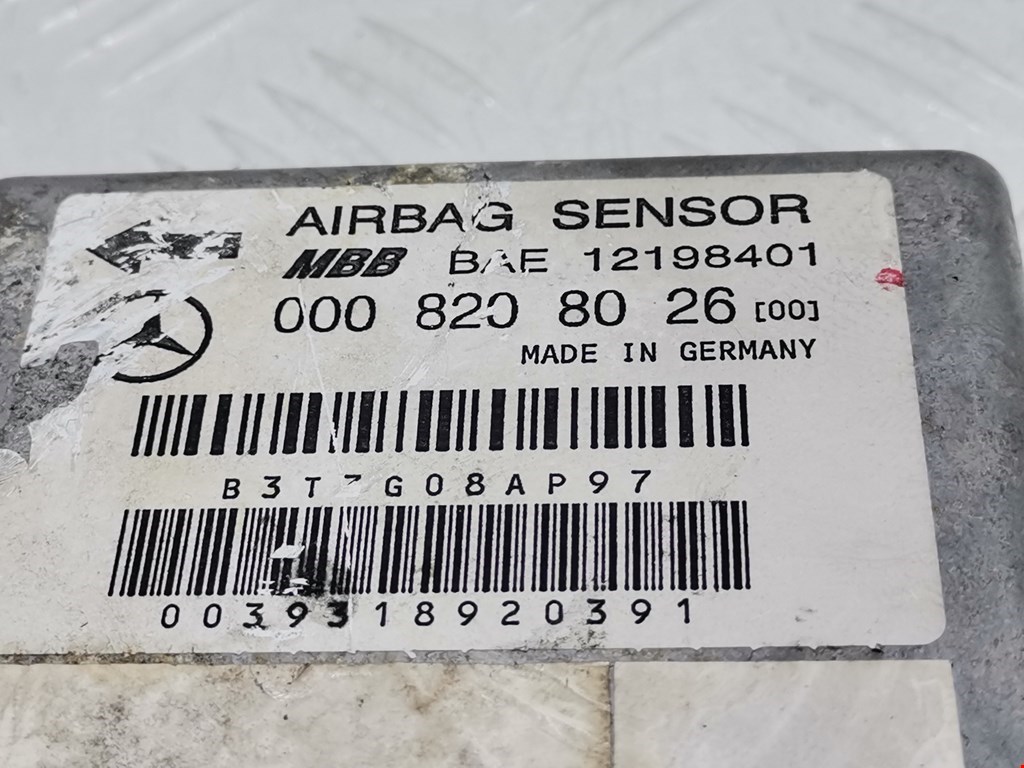 AIRBAG SENSOR
MBB BAE 12198401
000 820 80 26 [00]
MADE IN GERMANY
0039318920391